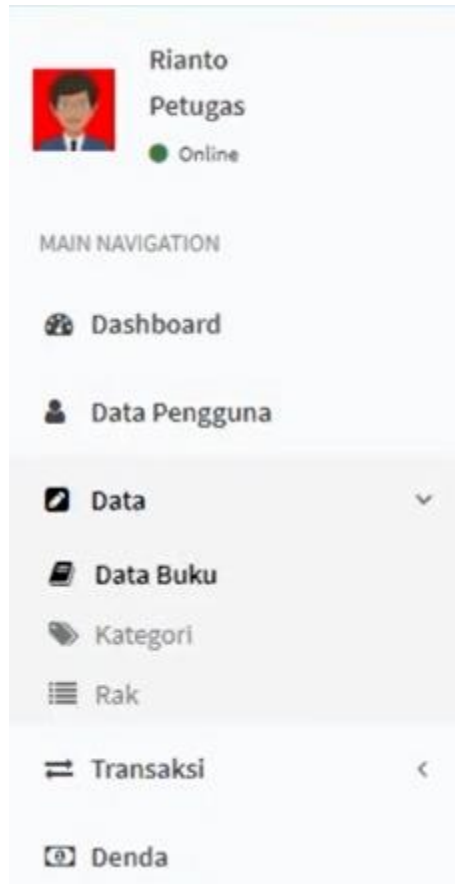 Rianto
Petugas
Online
MAIN NAVIGATION
Dashboard
Data Pengguna
Data
Data Buku
Kategori
Rak
Transaksi
Denda